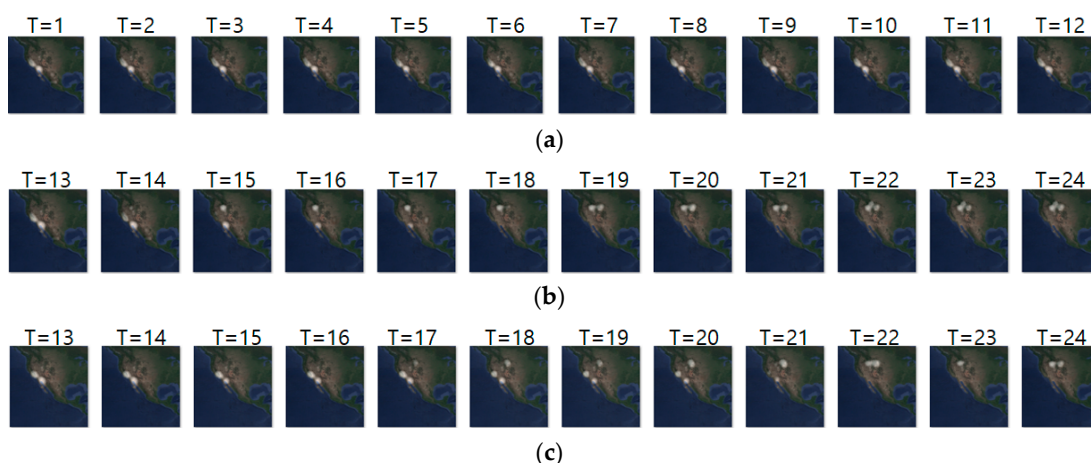 T=1 T=2 T=3 T=4 T=5 T=6 T=7 T=8 T=9 T=10 T=11 T=12
(a)
T=13 T=14 T=15 T=16 T=17 T=18 T=19 T=20 T=21 T=22 T=23 T=24
(b)
T=13 T=14 T=15 T=16 T=17 T=18 T=19 T=20 T=21 T=22 T=23 T=24
(c)